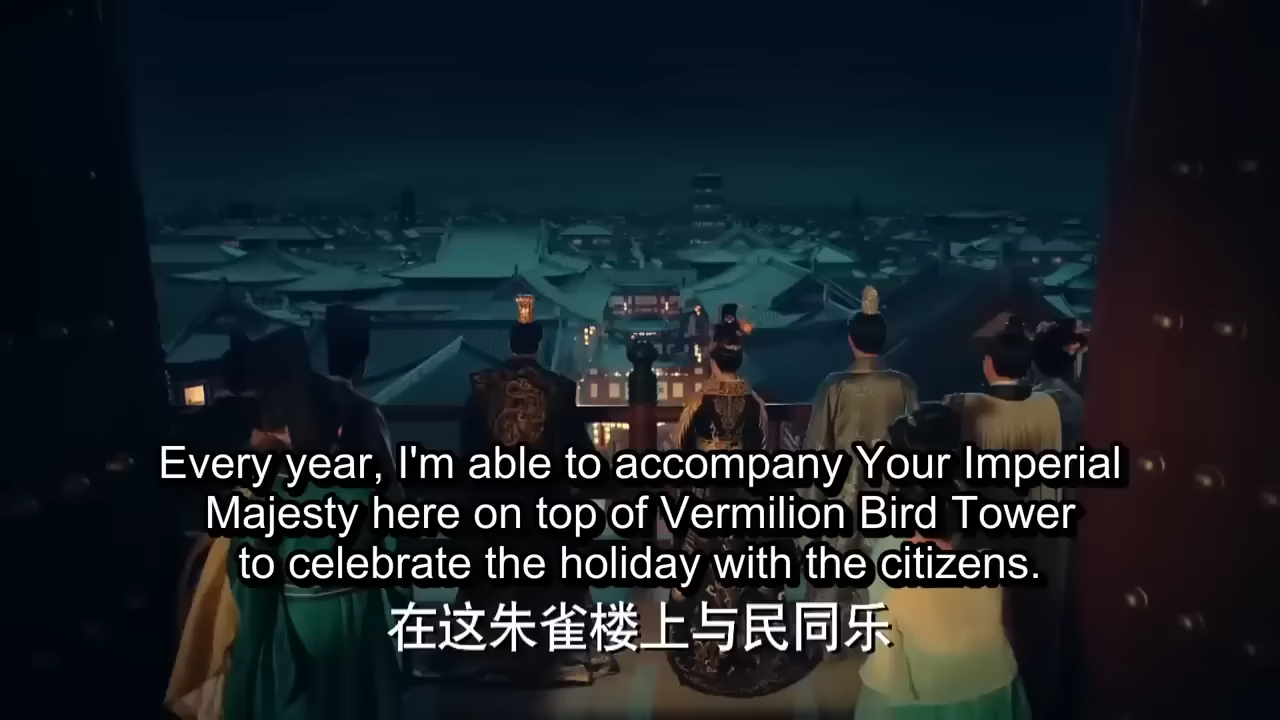 Every year, I'm able to accompany Your Imperial
Majesty here on top of Vermilion Bird Tower
to celebrate the holiday with the citizens.
在这朱雀楼上与民同乐